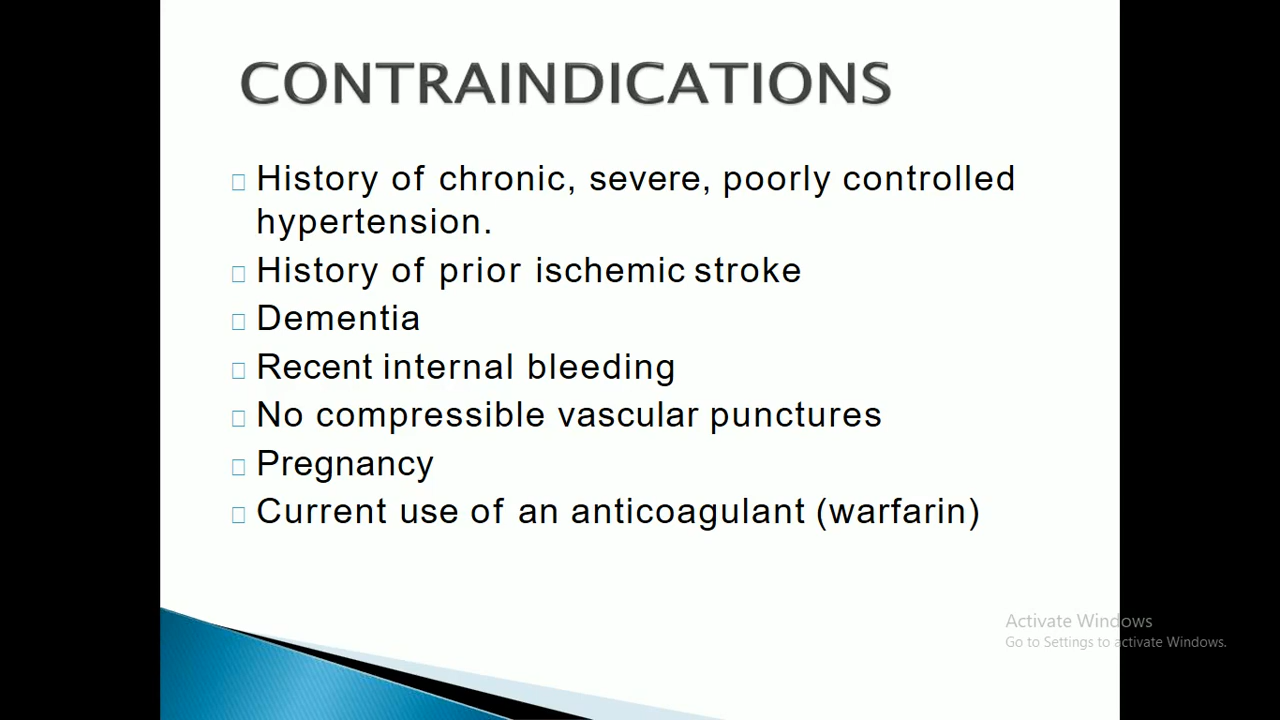 CONTRAINDICATIONS
History of chronic, severe, poorly controlled
hypertension.
History of prior ischemic stroke
Dementia
Recent internal bleeding
No compressible vascular punctures
Pregnancy
Current use of an anticoagulant (warfarin)
Activate Windows
Go to Settings to activate Windows.